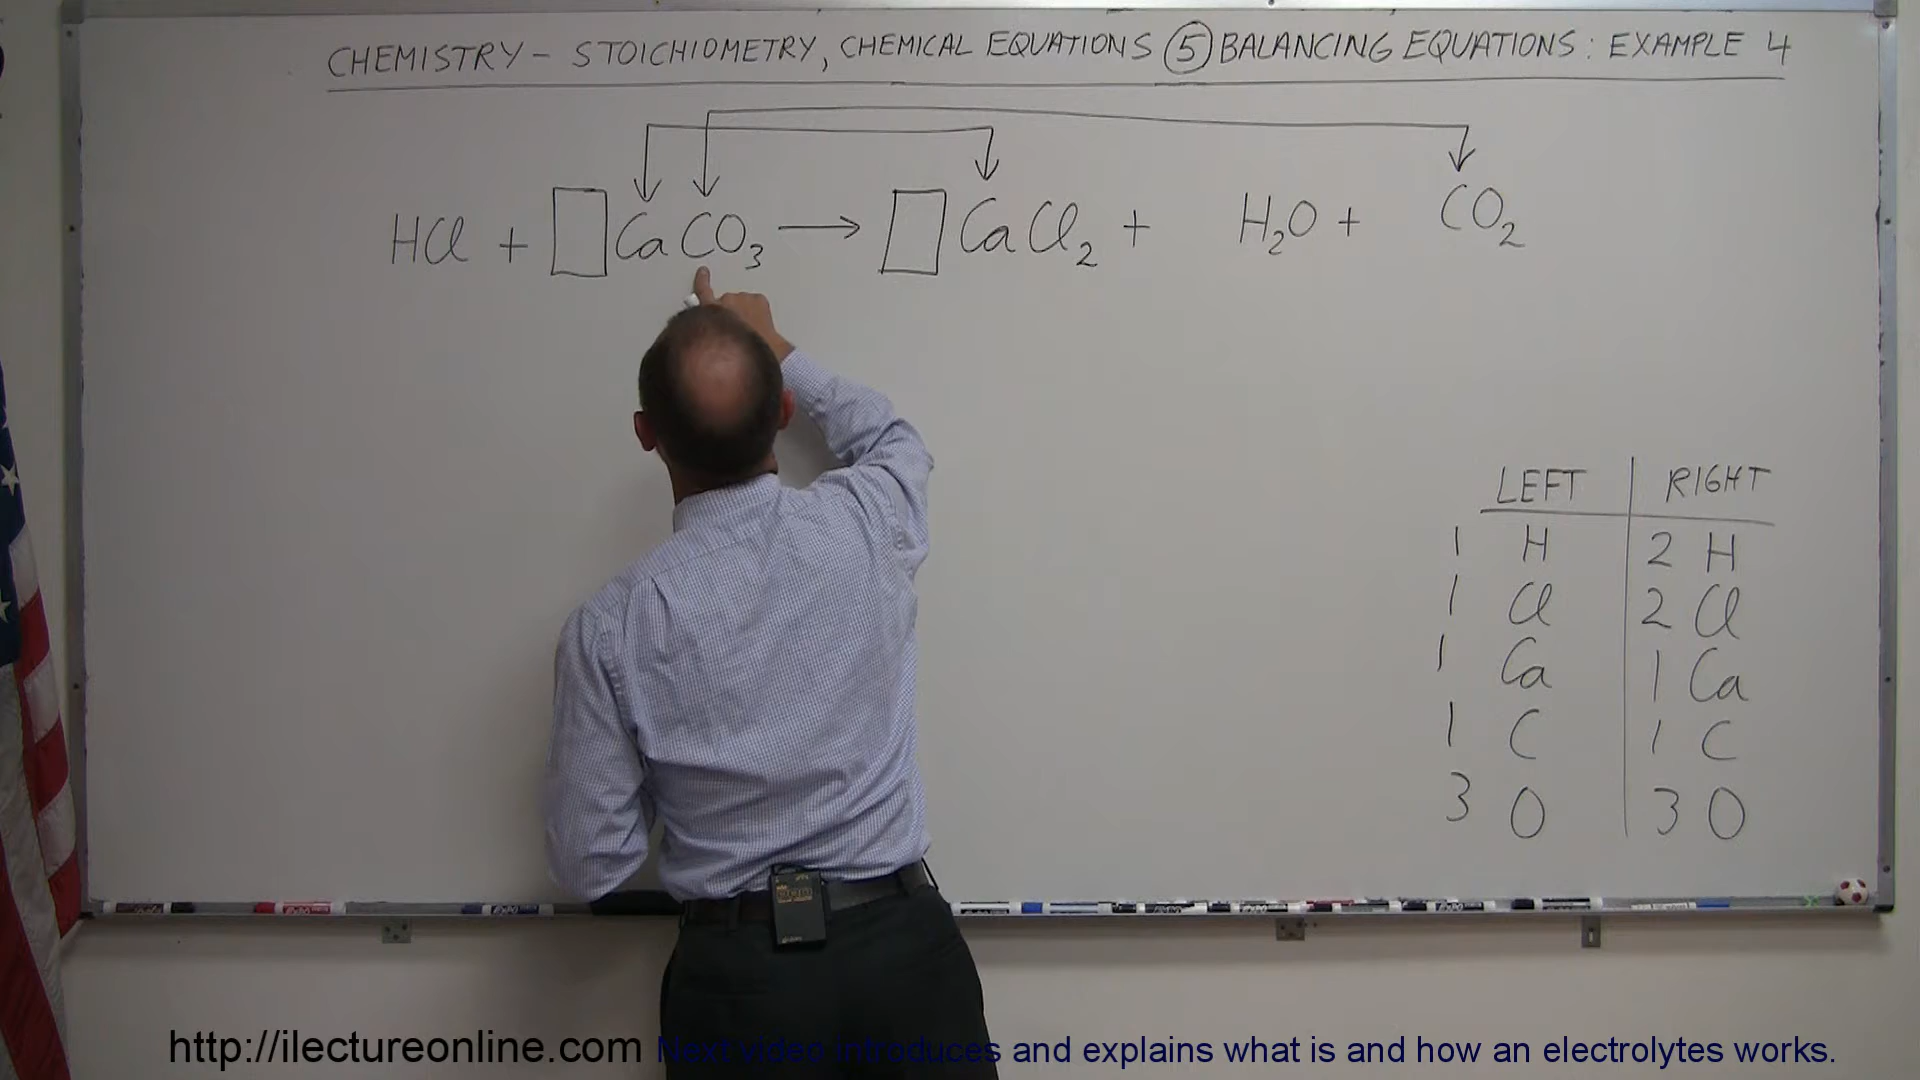 CHEMISTRY - STOICHIOMETRY, CHEMICAL EQUATIONS ⑤ BALANCING EQUATIONS: EXAMPLE 4
HCl + □ CaCO₃ ⟶ □ CaCl₂ + H₂O + CO₂
LEFT | RIGHT
1 H | 2 H
1 Cl | 2 Cl
1 Ca | 1 Ca
1 C | 1 C
3 O | 3 O
http://ilectureonline.com Next video introduces and explains what is and how an electrolytes works.